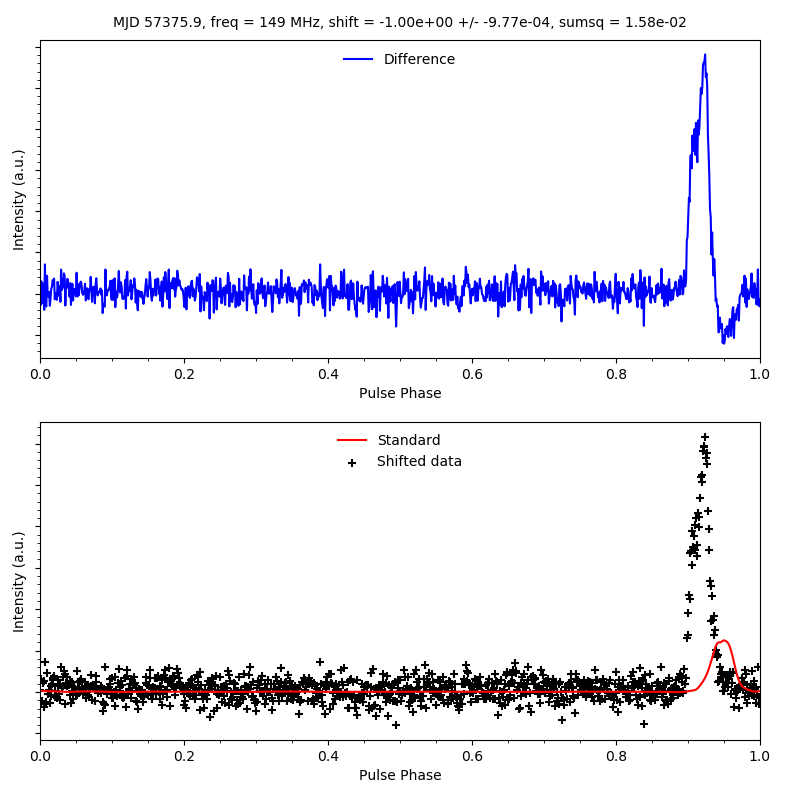 MJD 57375.9, freq = 149 MHz, shift = -1.00e+00 +/- -9.77e-04, sumsq = 1.58e-02
Difference
Intensity (a.u.)
0.0 0.2 0.4 0.6 0.8 1.0
Pulse Phase
Standard
Shifted data
Intensity (a.u.)
0.0 0.2 0.4 0.6 0.8 1.0
Pulse Phase